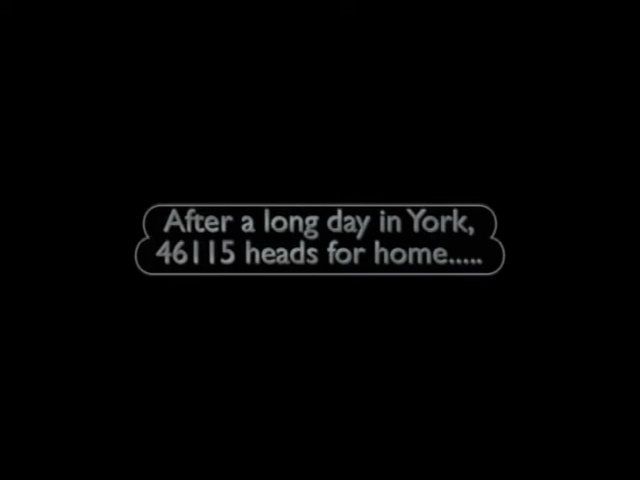 After a long day in York,
46115 heads for home.....